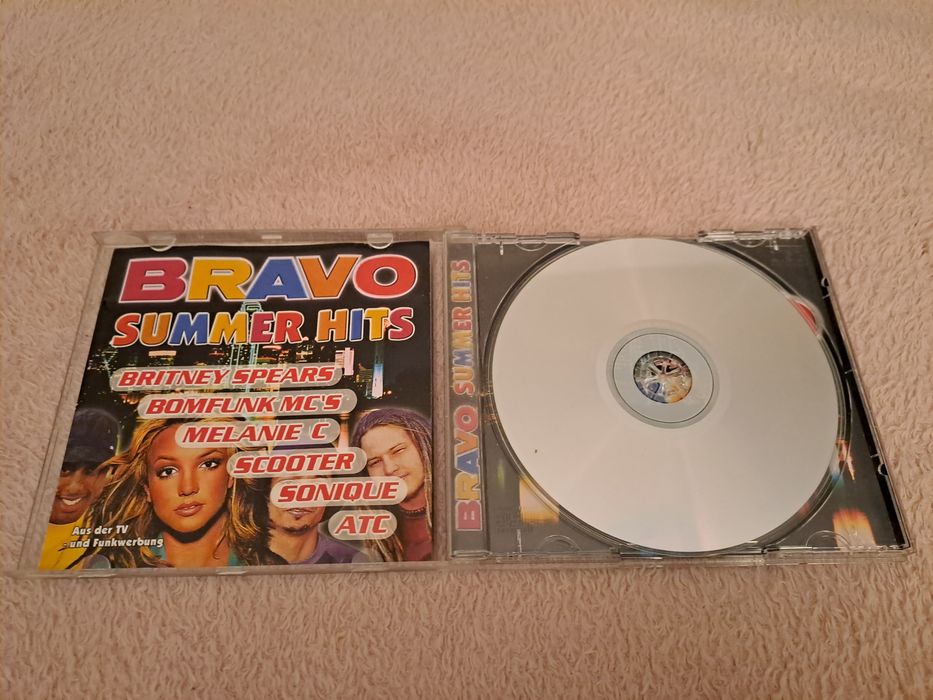 BRAVO
SUMMER HITS
BRITNEY SPEARS
BOMFUNK MC'S
MELANIE C
SCOOTER
SONIQUE
ATC
Aus der TV
- und Funkwerbung
BRAVO SUMMER HITS